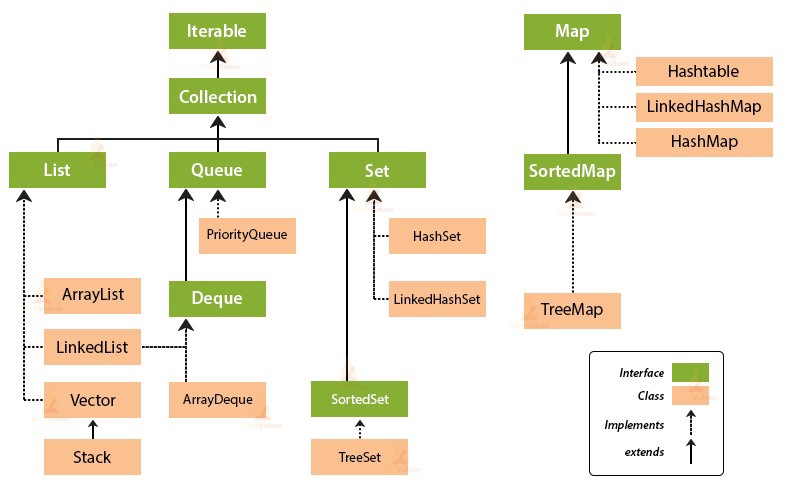 Iterable
Map
Hashtable
Collection
LinkedHashMap
HashMap
List
Queue
Set
SortedMap
PriorityQueue
HashSet
ArrayList
Deque
LinkedHashSet
TreeMap
LinkedList
Interface
Vector
ArrayDeque
SortedSet
Class
Implements
Stack
TreeSet
extends